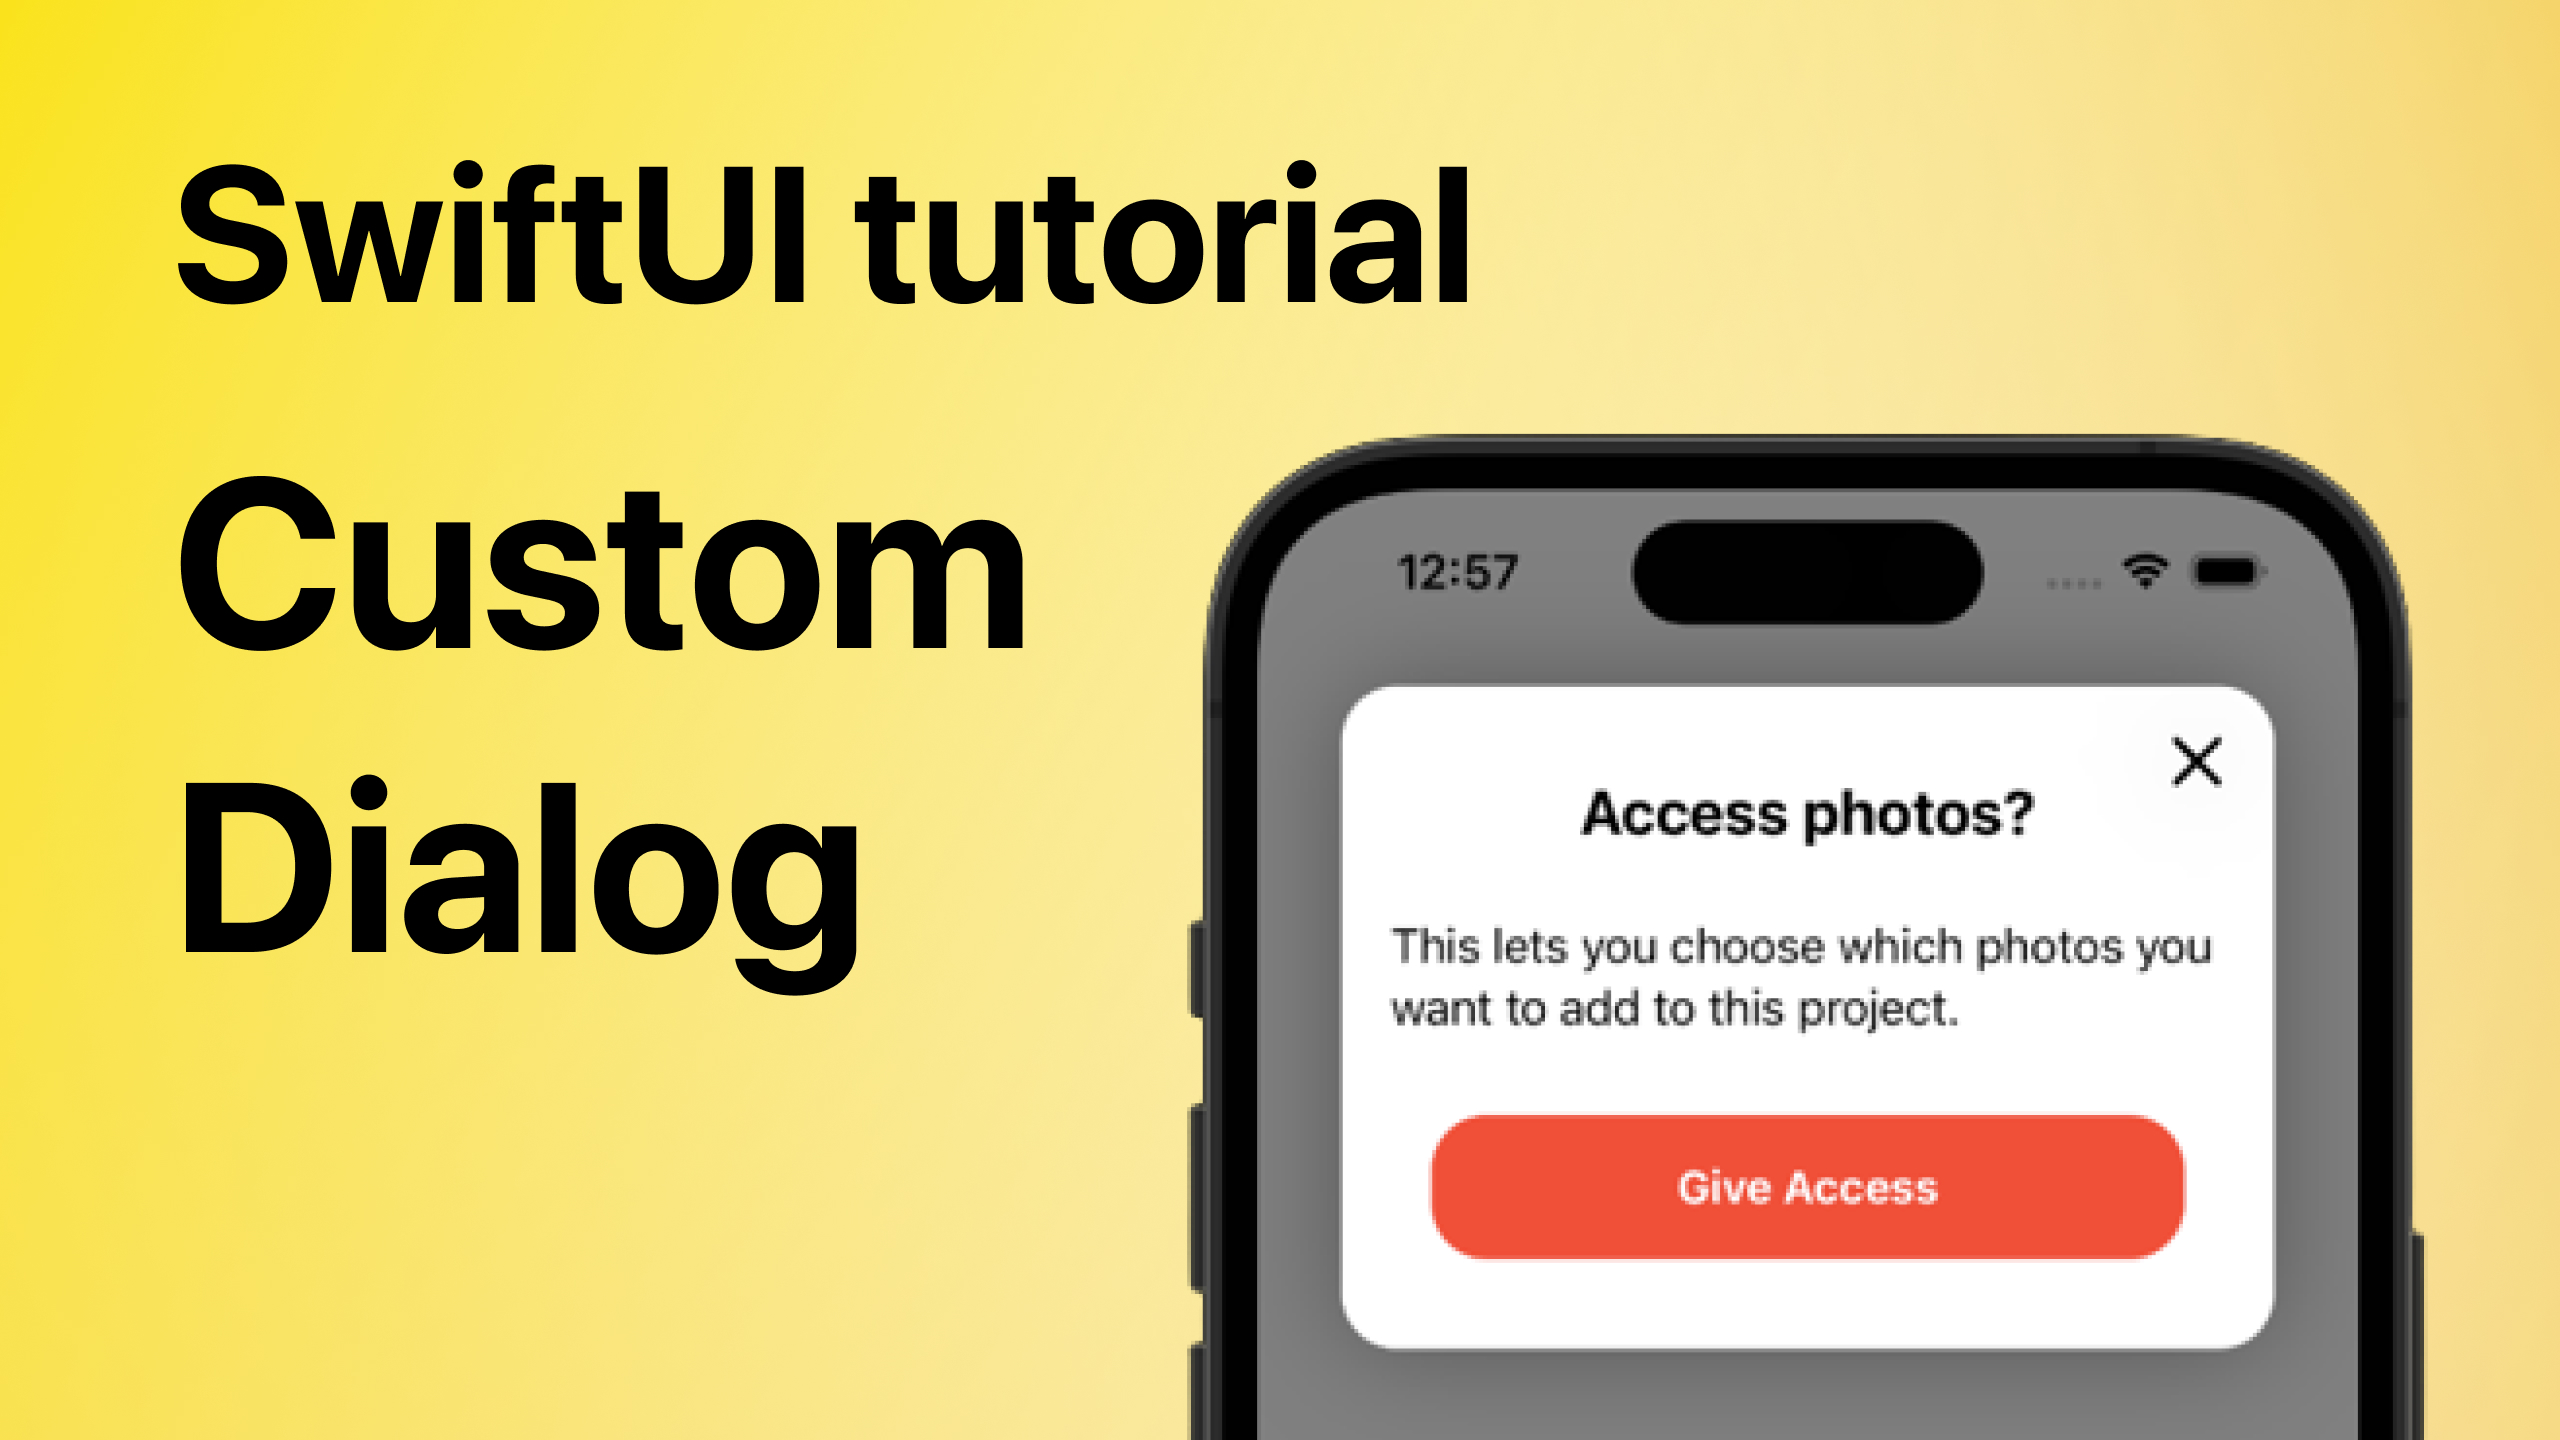 SwiftUI tutorial
Custom
Dialog
12:57
Access photos?
This lets you choose which photos you
want to add to this project.
Give Access